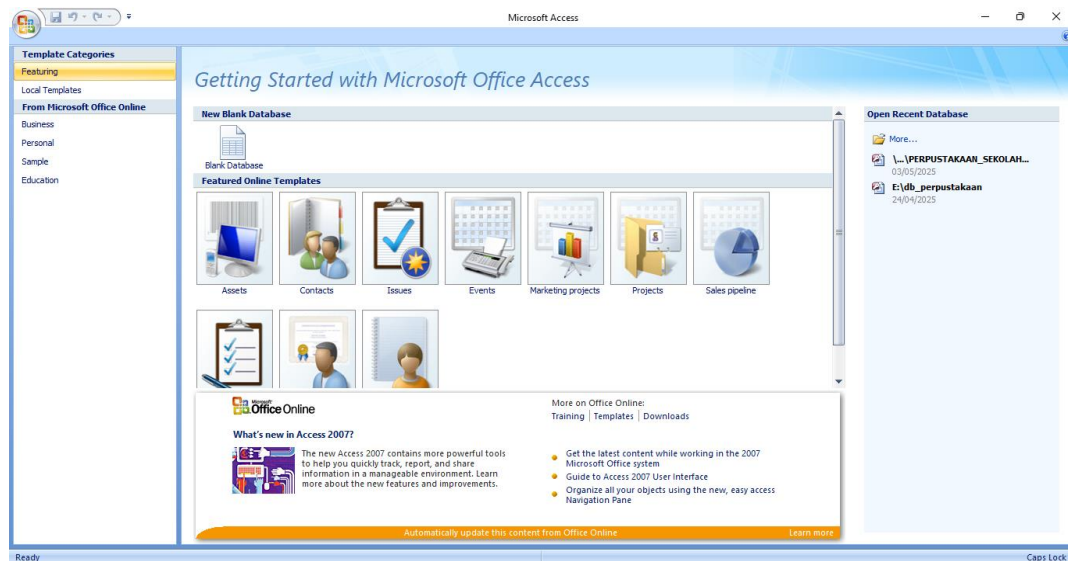 Microsoft Access
Template Categories
Featuring
Local Templates
From Microsoft Office Online
Business
Personal
Sample
Education
Getting Started with Microsoft Office Access
New Blank Database
Blank Database
Featured Online Templates
Assets
Contacts
Issues
Events
Marketing projects
Projects
Sales pipeline
Microsoft
Office Online
What's new in Access 2007?
The new Access 2007 contains more powerful tools
to help you quickly track, report, and share
information in a manageable environment. Learn
more about the new features and improvements.
More on Office Online:
Training | Templates | Downloads
Get the latest content while working in the 2007
Microsoft Office system
Guide to Access 2007 User Interface
Organize all your objects using the new, easy access
Navigation Pane
Automatically update this content from Office Online
Learn more
Open Recent Database
More...
\...\PERPUSTAKAAN_SEKOLAH...
03/05/2025
E:\db_perpustakaan
24/04/2025
Ready
Caps Lock